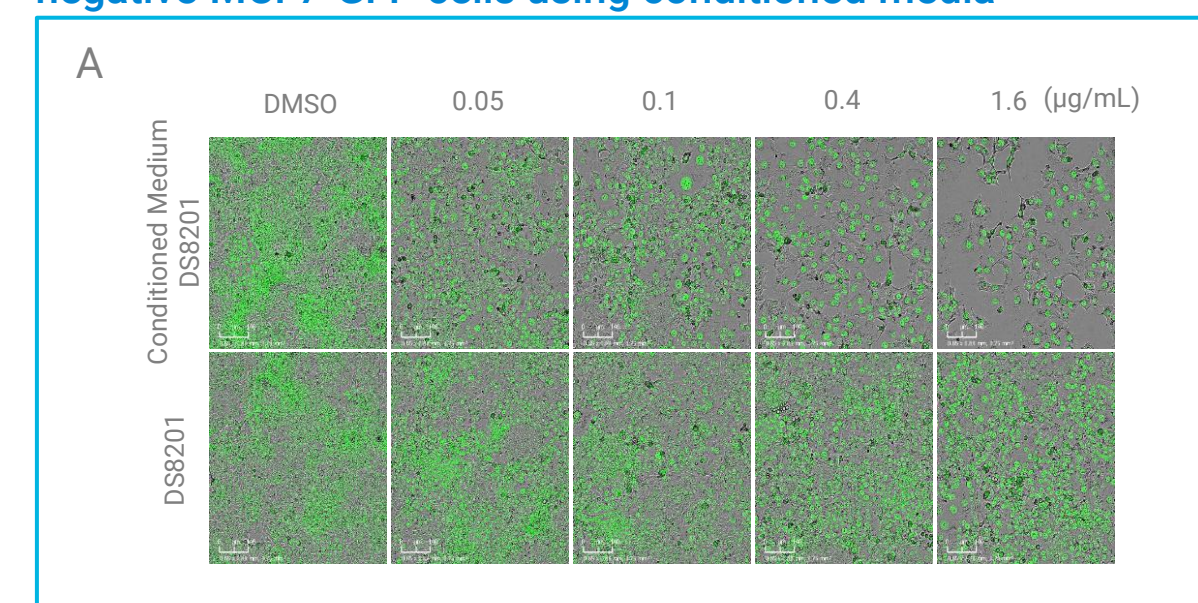 negative MCF7-GFP cells using conditioned media
A
DMSO 0.05 0.1 0.4 1.6 (µg/mL)
Conditioned Medium
DS8201
DS8201